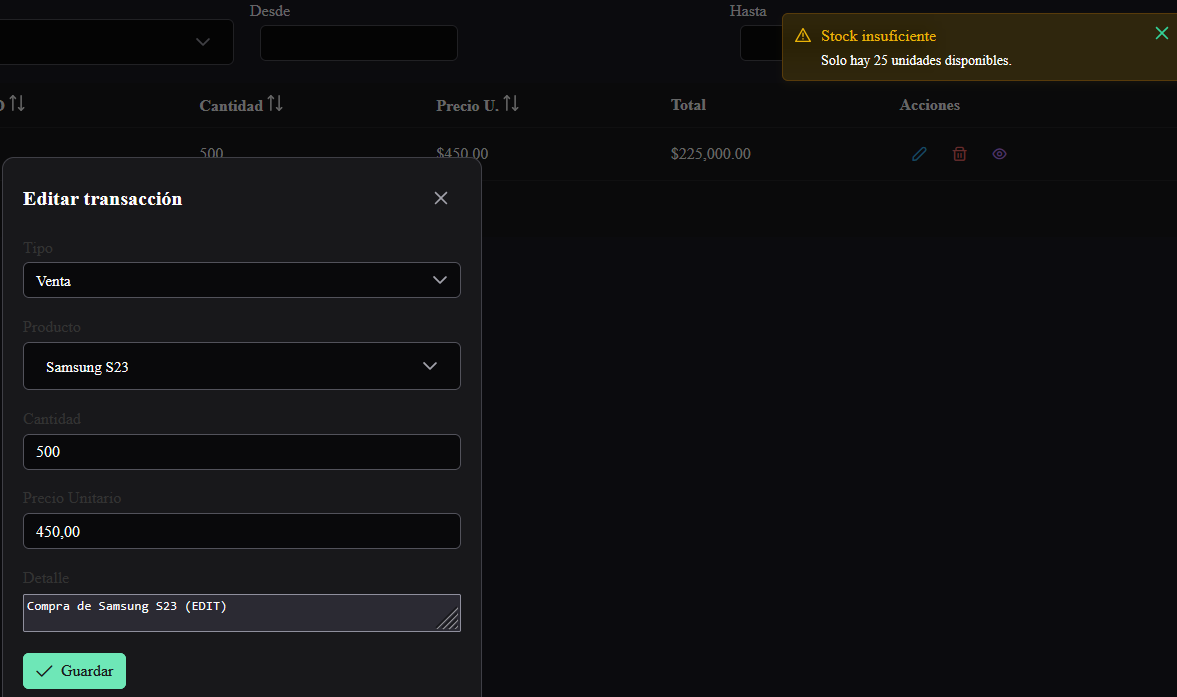 Desde
Hasta
Stock insuficiente
Solo hay 25 unidades disponibles.
Cantidad
Precio U.
Total
Acciones
500
$450.00
$225,000.00
Editar transacción
Tipo
Venta
Producto
Samsung S23
Cantidad
500
Precio Unitario
450,00
Detalle
Compra de Samsung S23 (EDIT)
Guardar